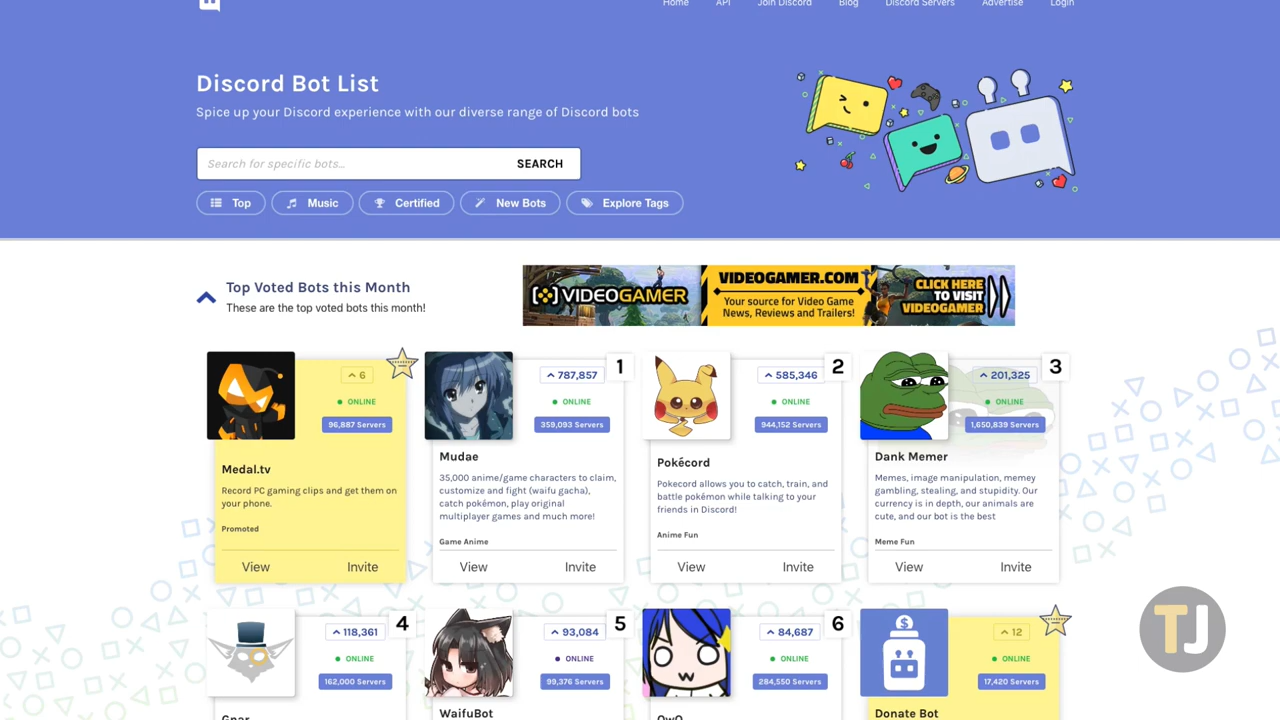 Home API Join Discord Blog Discord Servers Advertise Login
Discord Bot List
Spice up your Discord experience with our diverse range of Discord bots
Search for specific bots...
SEARCH
Top
Music
Certified
New Bots
Explore Tags
Top Voted Bots this Month
These are the top voted bots this month!
VIDEOGAMER
VIDEOGAMER.COM
Your source for Video Game
News, Reviews and Trailers!
CLICK HERE
TO VISIT
VIDEOGAMER
6
ONLINE
96,887 Servers
Medal.tv
Record PC gaming clips and get them on
your phone.
Promoted
View Invite
1
787,857
ONLINE
359,093 Servers
Mudae
35,000 anime/game characters to claim,
customize and fight (waifu gacha),
catch pokémon, play original
multiplayer games and much more!
Game Anime
View Invite
2
585,346
ONLINE
944,152 Servers
Pokécord
Pokecord allows you to catch, train, and
battle pokémon while talking to your
friends in Discord!
Anime Fun
View Invite
3
201,325
ONLINE
1,650,839 Servers
Dank Memer
Memes, image manipulation, memey
gambling, stealing, and stupidity. Our
currency is in depth, our animals are
cute, and our bot is the best
Meme Fun
View Invite
4
118,361
ONLINE
162,000 Servers
Gnar
5
93,084
ONLINE
99,376 Servers
WaifuBot
6
84,687
ONLINE
284,550 Servers
OwO
12
ONLINE
17,420 Servers
Donate Bot
TJ